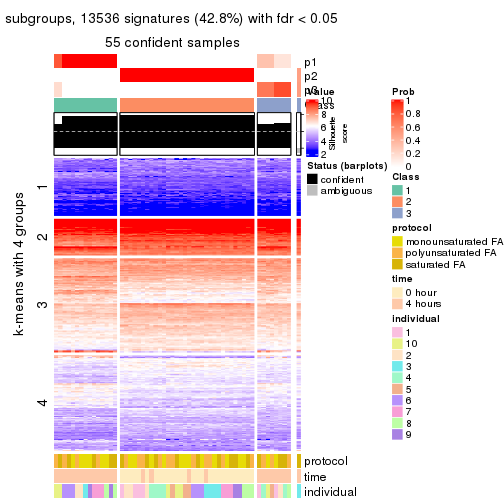 subgroups, 13536 signatures (42.8%) with fdr < 0.05
55 confident samples
p1
p2
p3
Class
Silhouette
score
k-means with 4 groups
1
2
3
4
protocol
time
individual
Value
10
8
6
4
2
Status (barplots)
confident
ambiguous
Prob
1
0.8
0.6
0.4
0.2
0
Class
1
2
3
protocol
monounsaturated FA
polyunsaturated FA
saturated FA
time
0 hour
4 hours
individual
1
10
2
3
4
5
6
7
8
9